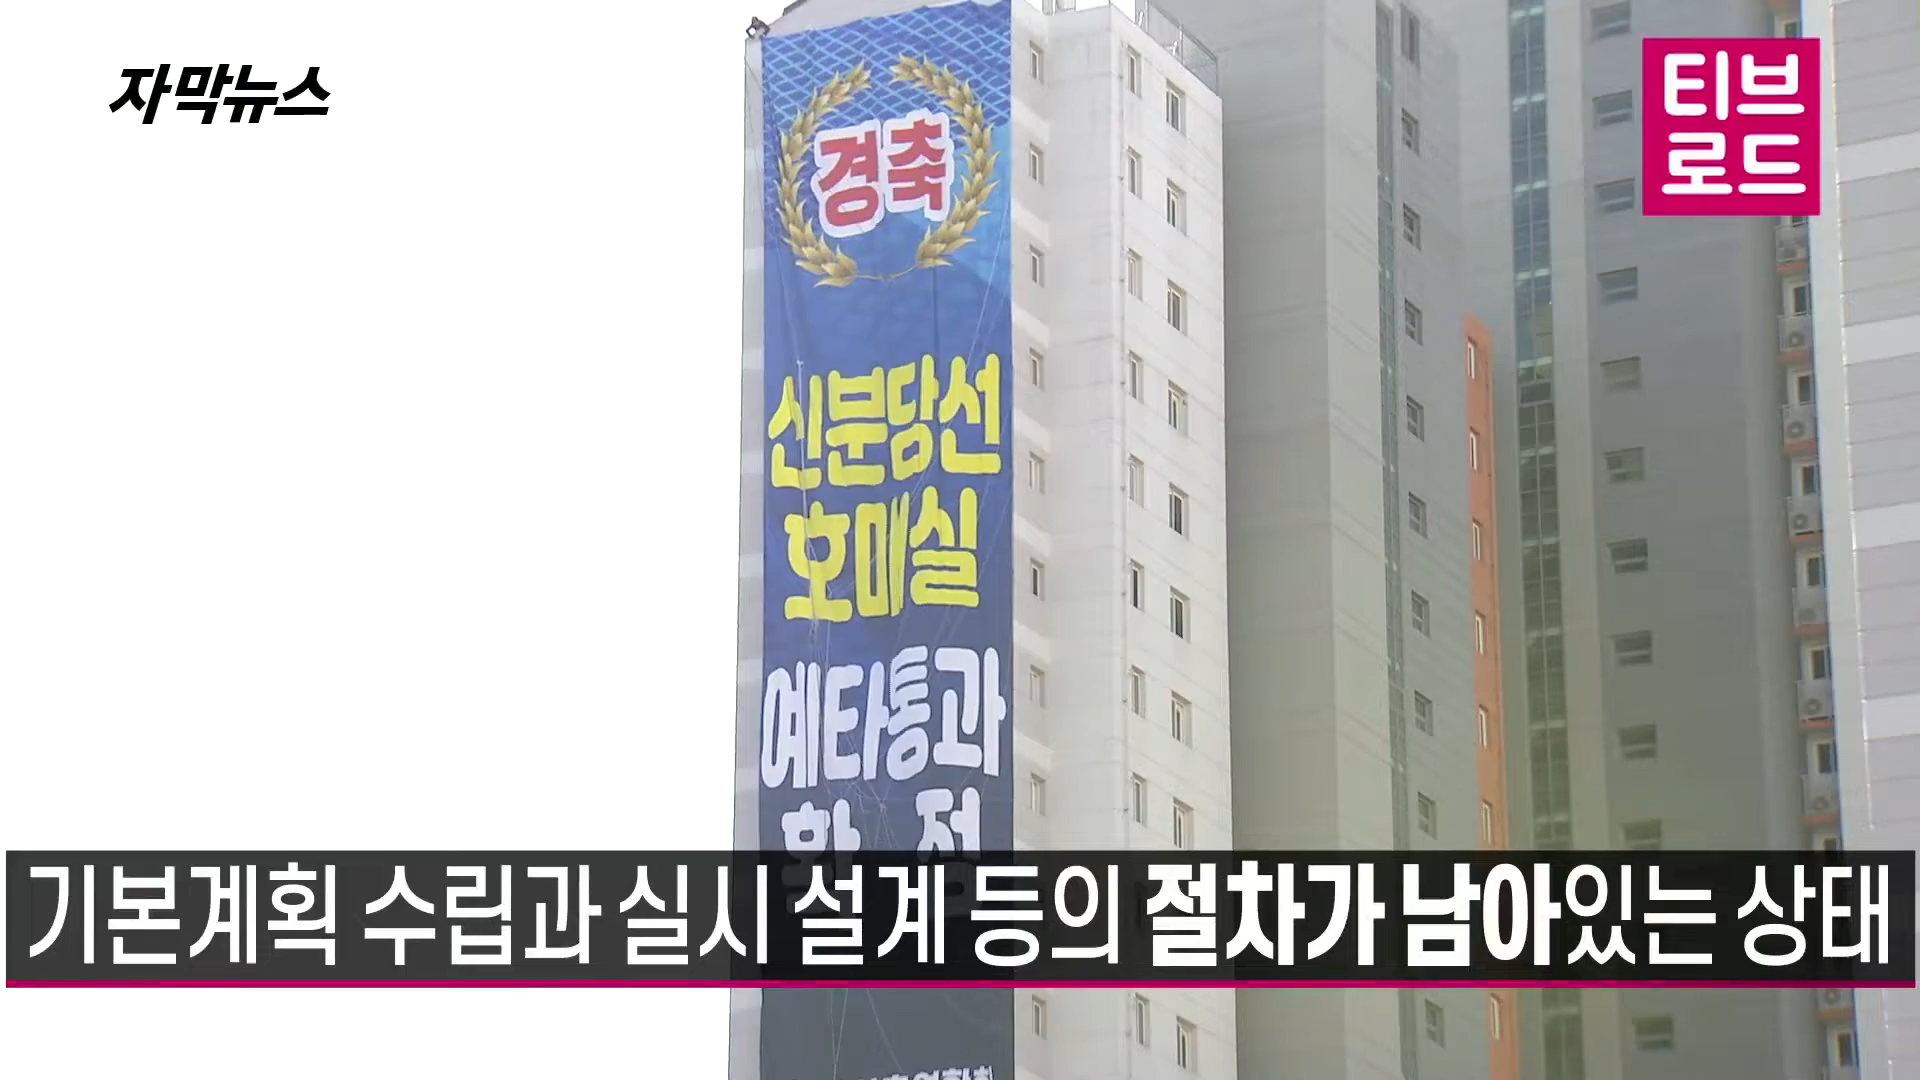 자막뉴스
티브
로드
경축
신분당선
호매실
예타통과
확 정
기본계획 수립과 실시 설계 등의 절차가 남아있는 상태